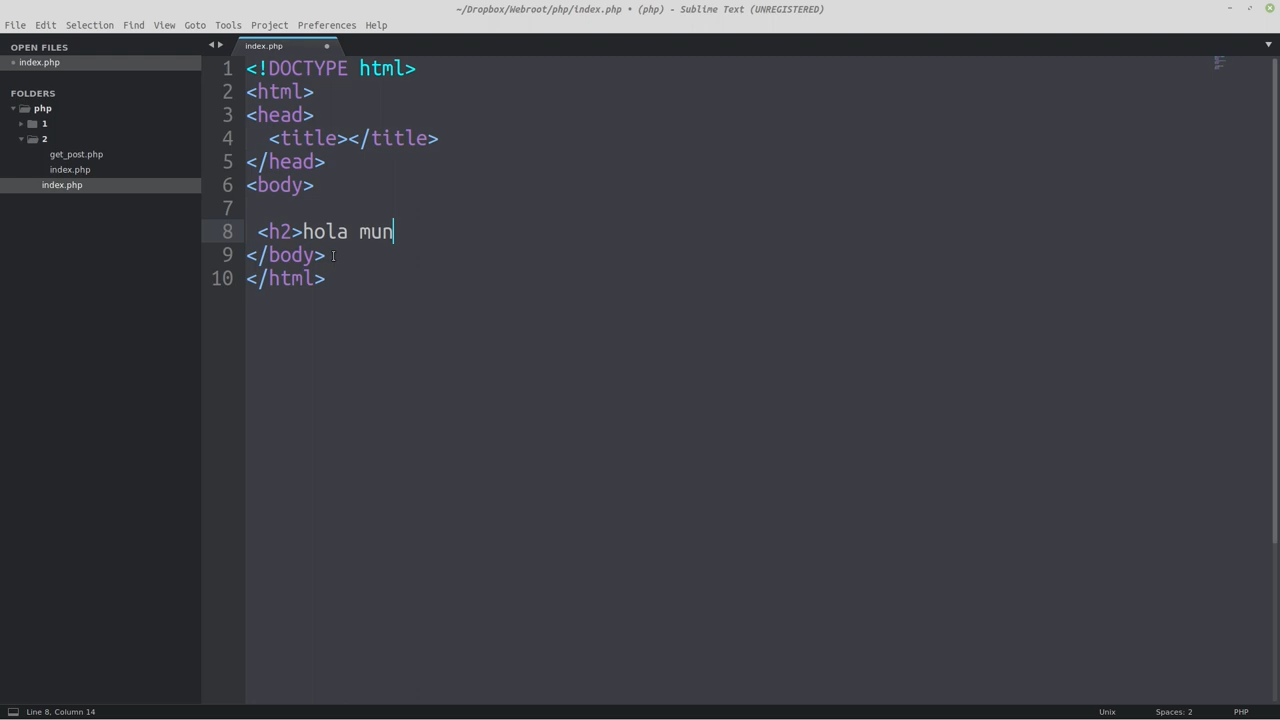 ~/Dropbox/Webroot/php/index.php • (php) - Sublime Text (UNREGISTERED)
File Edit Selection Find View Goto Tools Project Preferences Help
OPEN FILES
index.php
FOLDERS
php
1
2
get_post.php
index.php
index.php
index.php
1 <!DOCTYPE html>
2 <html>
3 <head>
4 <title></title>
5 </head>
6 <body>
7
8 <h2>hola mun
9 </body>
10 </html>
Line 8, Column 14 Unix Spaces: 2 PHP